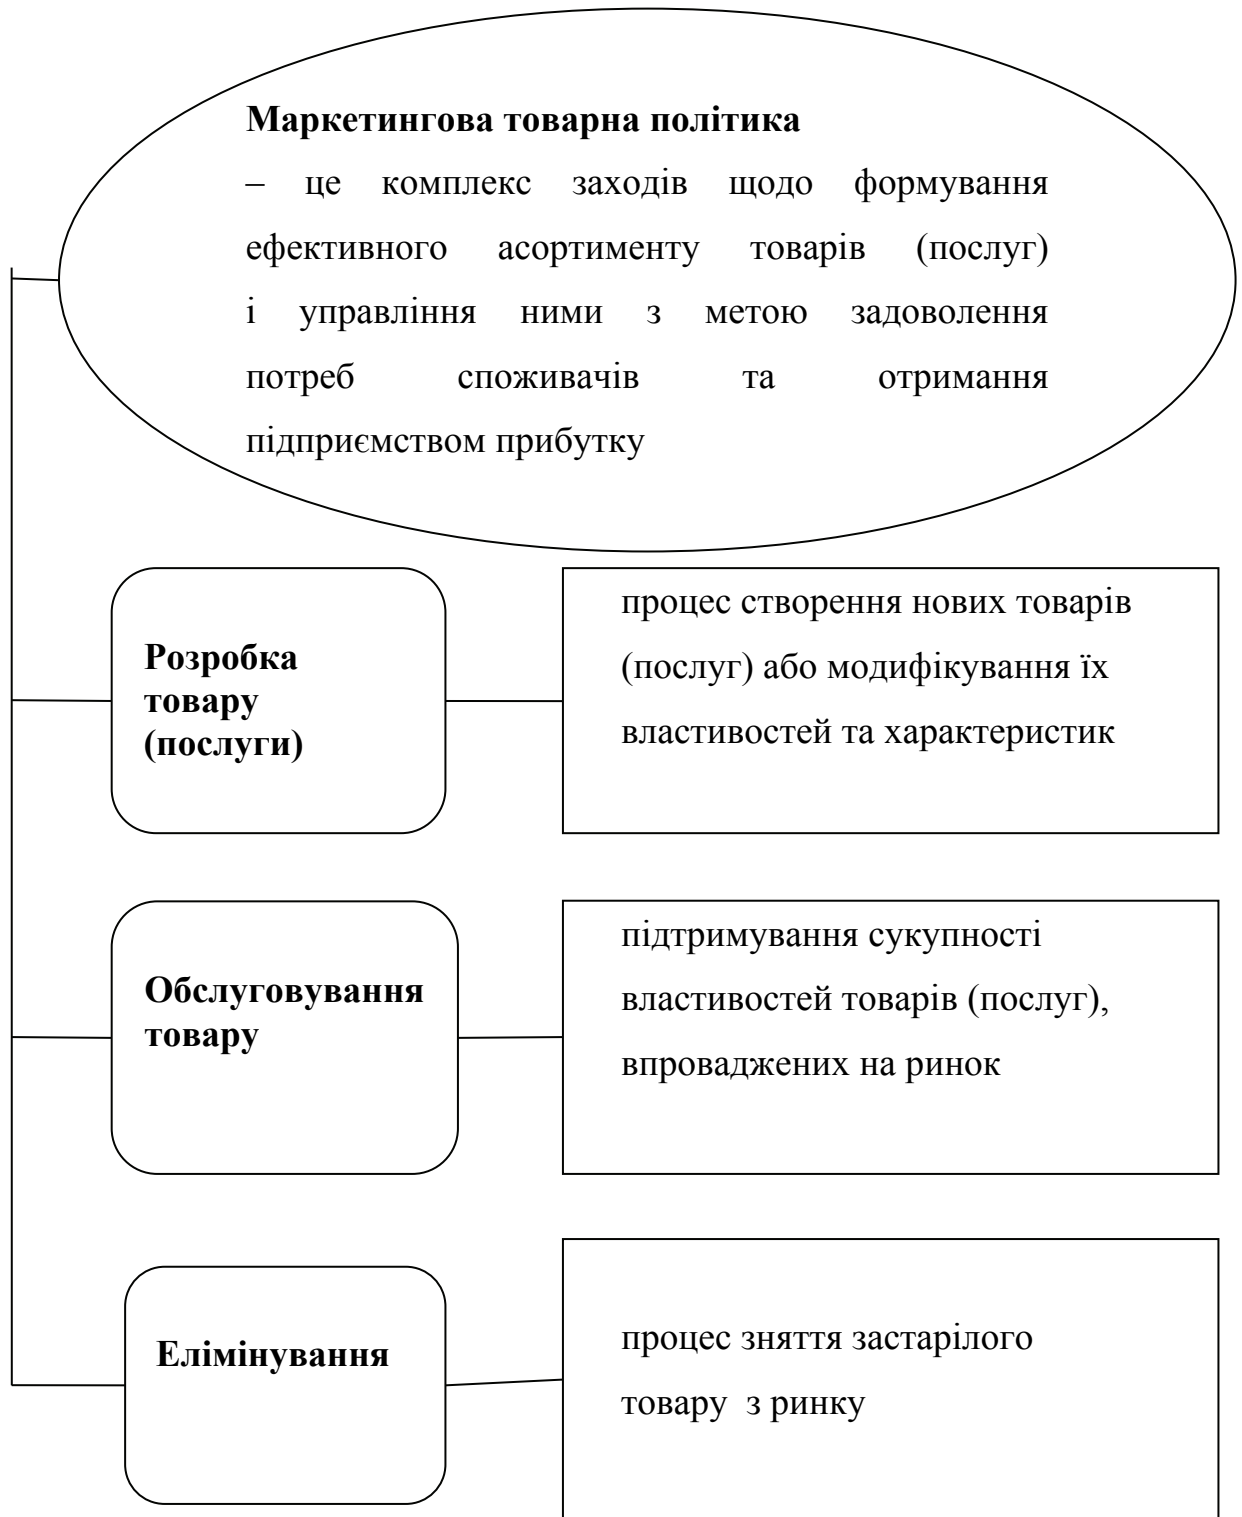 Маркетингова товарна політика
– це комплекс заходів щодо формування
ефективного асортименту товарів (послуг)
і управління ними з метою задоволення
потреб споживачів та отримання
підприємством прибутку
Розробка
товару
(послуги)
процес створення нових товарів
(послуг) або модифікування їх
властивостей та характеристик
Обслуговування
товару
підтримування сукупності
властивостей товарів (послуг),
впроваджених на ринок
Елімінування
процес зняття застарілого
товару з ринку